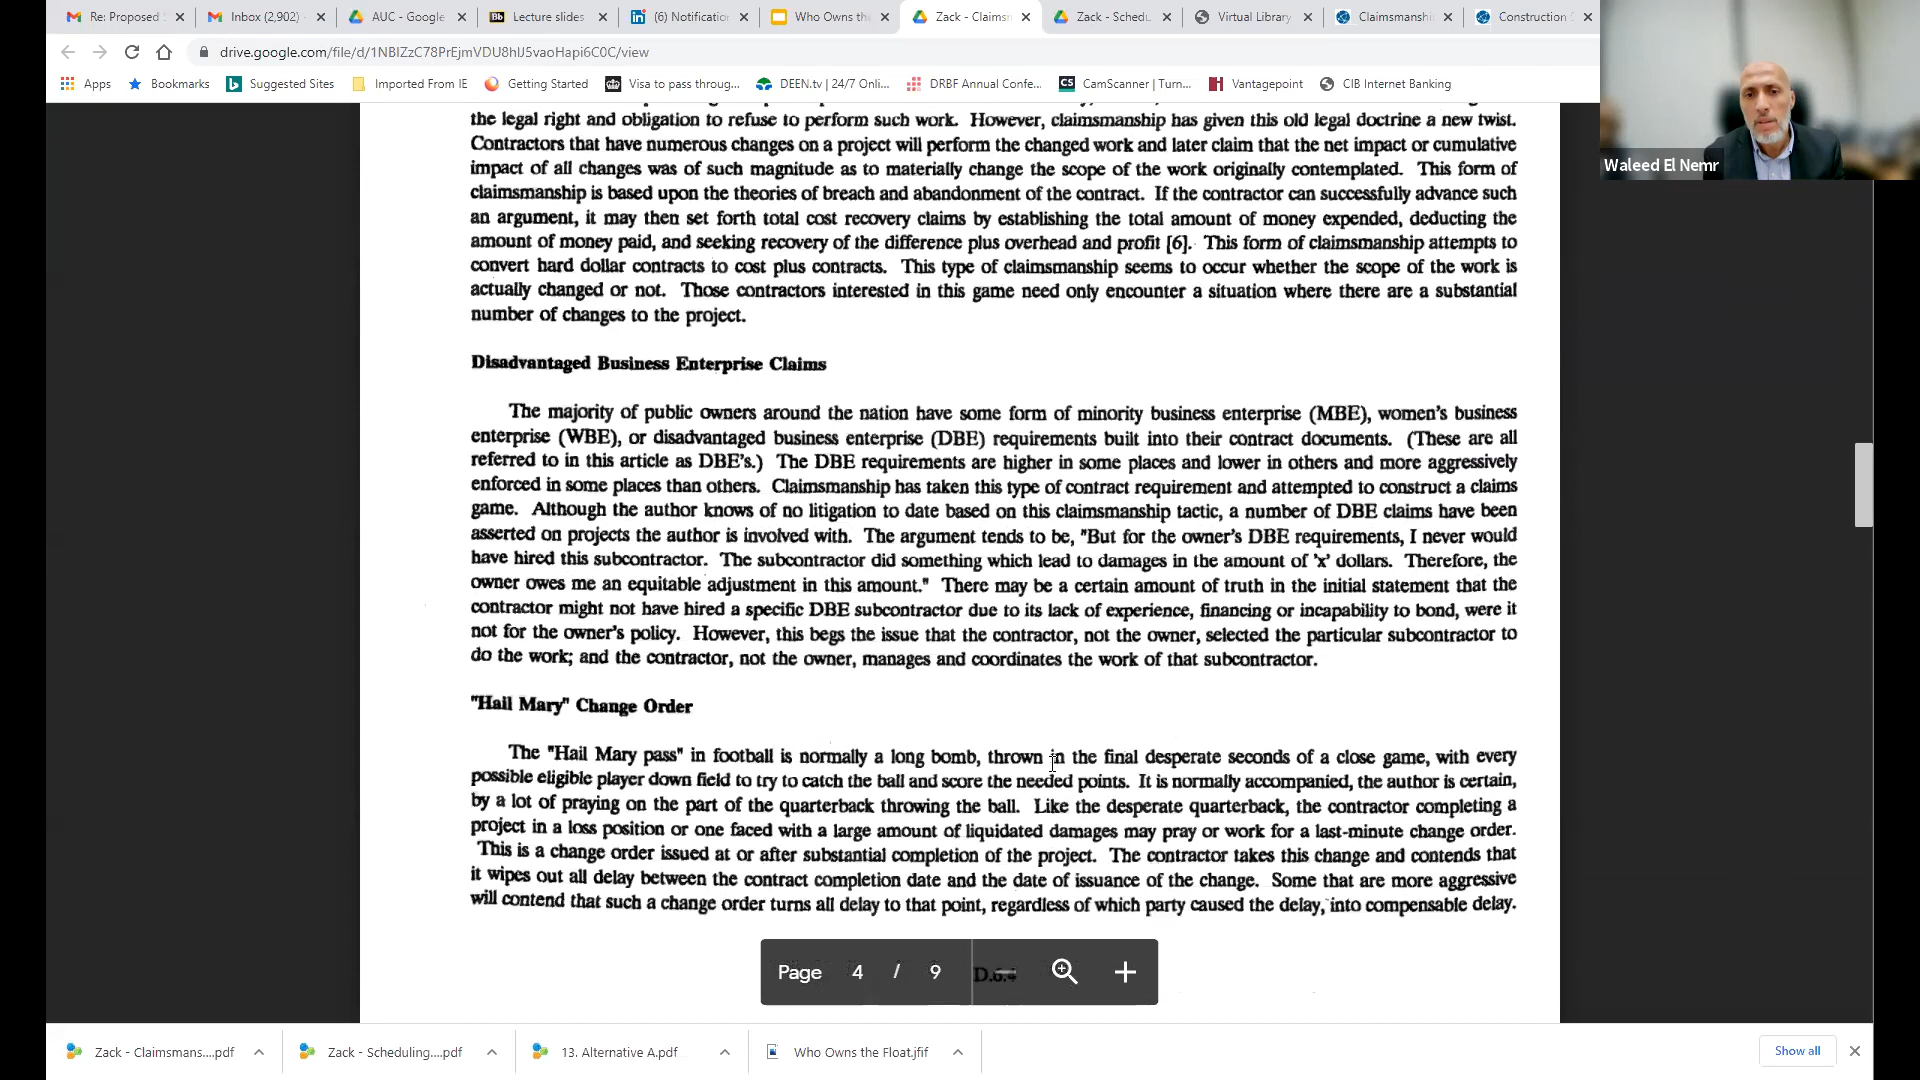 Re: Proposed
Inbox (2,902) -
AUC - Google
Bb Lecture slides
(6) Notificatio
Who Owns the
Zack - Claimsm
Zack - Schedu
Virtual Library
Claimsmanshi
Construction
drive.google.com/file/d/1NBIZzC78PrEjmVDU8hIJ5vaoHapi6C0C/view
Apps
Bookmarks
Suggested Sites
Imported From IE
Getting Started
Visa to pass throug...
DEEN.tv | 24/7 Onli...
DRBF Annual Confe...
CS CamScanner | Turn...
Vantagepoint
CIB Internet Banking
Waleed El Nemr
the legal right and obligation to refuse to perform such work. However, claimsmanship has given this old legal doctrine a new twist.
Contractors that have numerous changes on a project will perform the changed work and later claim that the net impact or cumulative
impact of all changes was of such magnitude as to materially change the scope of the work originally contemplated. This form of
claimsmanship is based upon the theories of breach and abandonment of the contract. If the contractor can successfully advance such
an argument, it may then set forth total cost recovery claims by establishing the total amount of money expended, deducting the
amount of money paid, and seeking recovery of the difference plus overhead and profit [6]. This form of claimsmanship attempts to
convert hard dollar contracts to cost plus contracts. This type of claimsmanship seems to occur whether the scope of the work is
actually changed or not. Those contractors interested in this game need only encounter a situation where there are a substantial
number of changes to the project.
Disadvantaged Business Enterprise Claims
The majority of public owners around the nation have some form of minority business enterprise (MBE), women's business
enterprise (WBE), or disadvantaged business enterprise (DBE) requirements built into their contract documents. (These are all
referred to in this article as DBE's.) The DBE requirements are higher in some places and lower in others and more aggressively
enforced in some places than others. Claimsmanship has taken this type of contract requirement and attempted to construct a claims
game. Although the author knows of no litigation to date based on this claimsmanship tactic, a number of DBE claims have been
asserted on projects the author is involved with. The argument tends to be, "But for the owner's DBE requirements, I never would
have hired this subcontractor. The subcontractor did something which lead to damages in the amount of 'x' dollars. Therefore, the
owner owes me an equitable adjustment in this amount." There may be a certain amount of truth in the initial statement that the
contractor might not have hired a specific DBE subcontractor due to its lack of experience, financing or incapability to bond, were it
not for the owner's policy. However, this begs the issue that the contractor, not the owner, selected the particular subcontractor to
do the work; and the contractor, not the owner, manages and coordinates the work of that subcontractor.
"Hail Mary" Change Order
The "Hail Mary pass" in football is normally a long bomb, thrown in the final desperate seconds of a close game, with every
possible eligible player down field to try to catch the ball and score the needed points. It is normally accompanied, the author is certain,
by a lot of praying on the part of the quarterback throwing the ball. Like the desperate quarterback, the contractor completing a
project in a loss position or one faced with a large amount of liquidated damages may pray or work for a last-minute change order.
This is a change order issued at or after substantial completion of the project. The contractor takes this change and contends that
it wipes out all delay between the contract completion date and the date of issuance of the change. Some that are more aggressive
will contend that such a change order turns all delay to that point, regardless of which party caused the delay, into compensable delay.
D.6.4
Page 4 / 9
Zack - Claimsmans....pdf
Zack - Scheduling....pdf
13. Alternative A.pdf
Who Owns the Float.jfif
Show all